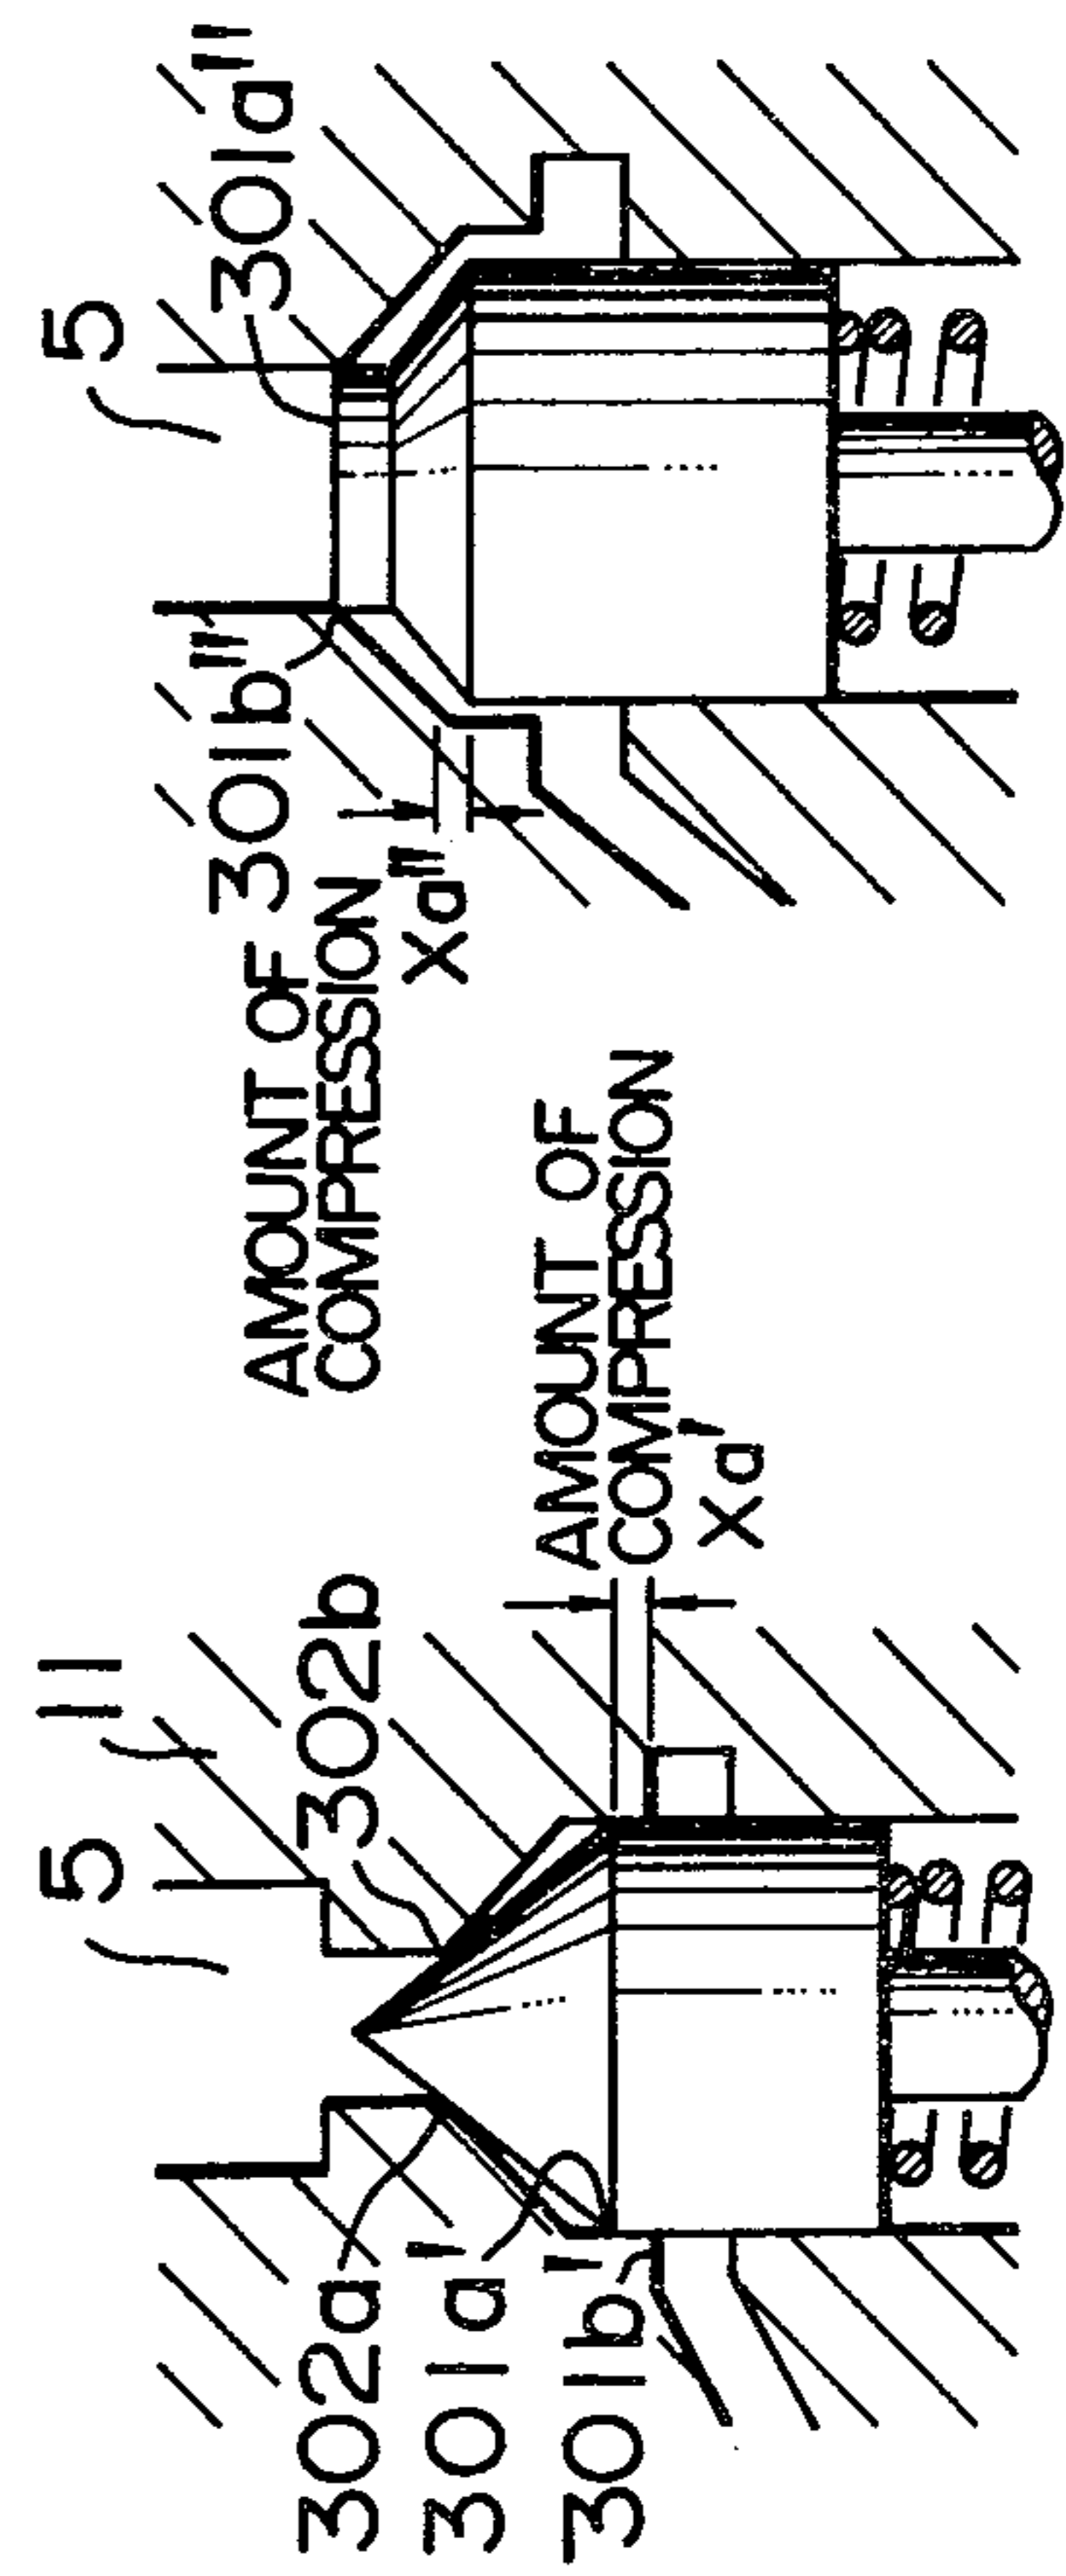 5
11
302b
302a
301a'
301b'
AMOUNT OF
COMPRESSION
Xa'
5
301a"
301b"
AMOUNT OF
COMPRESSION
Xa"